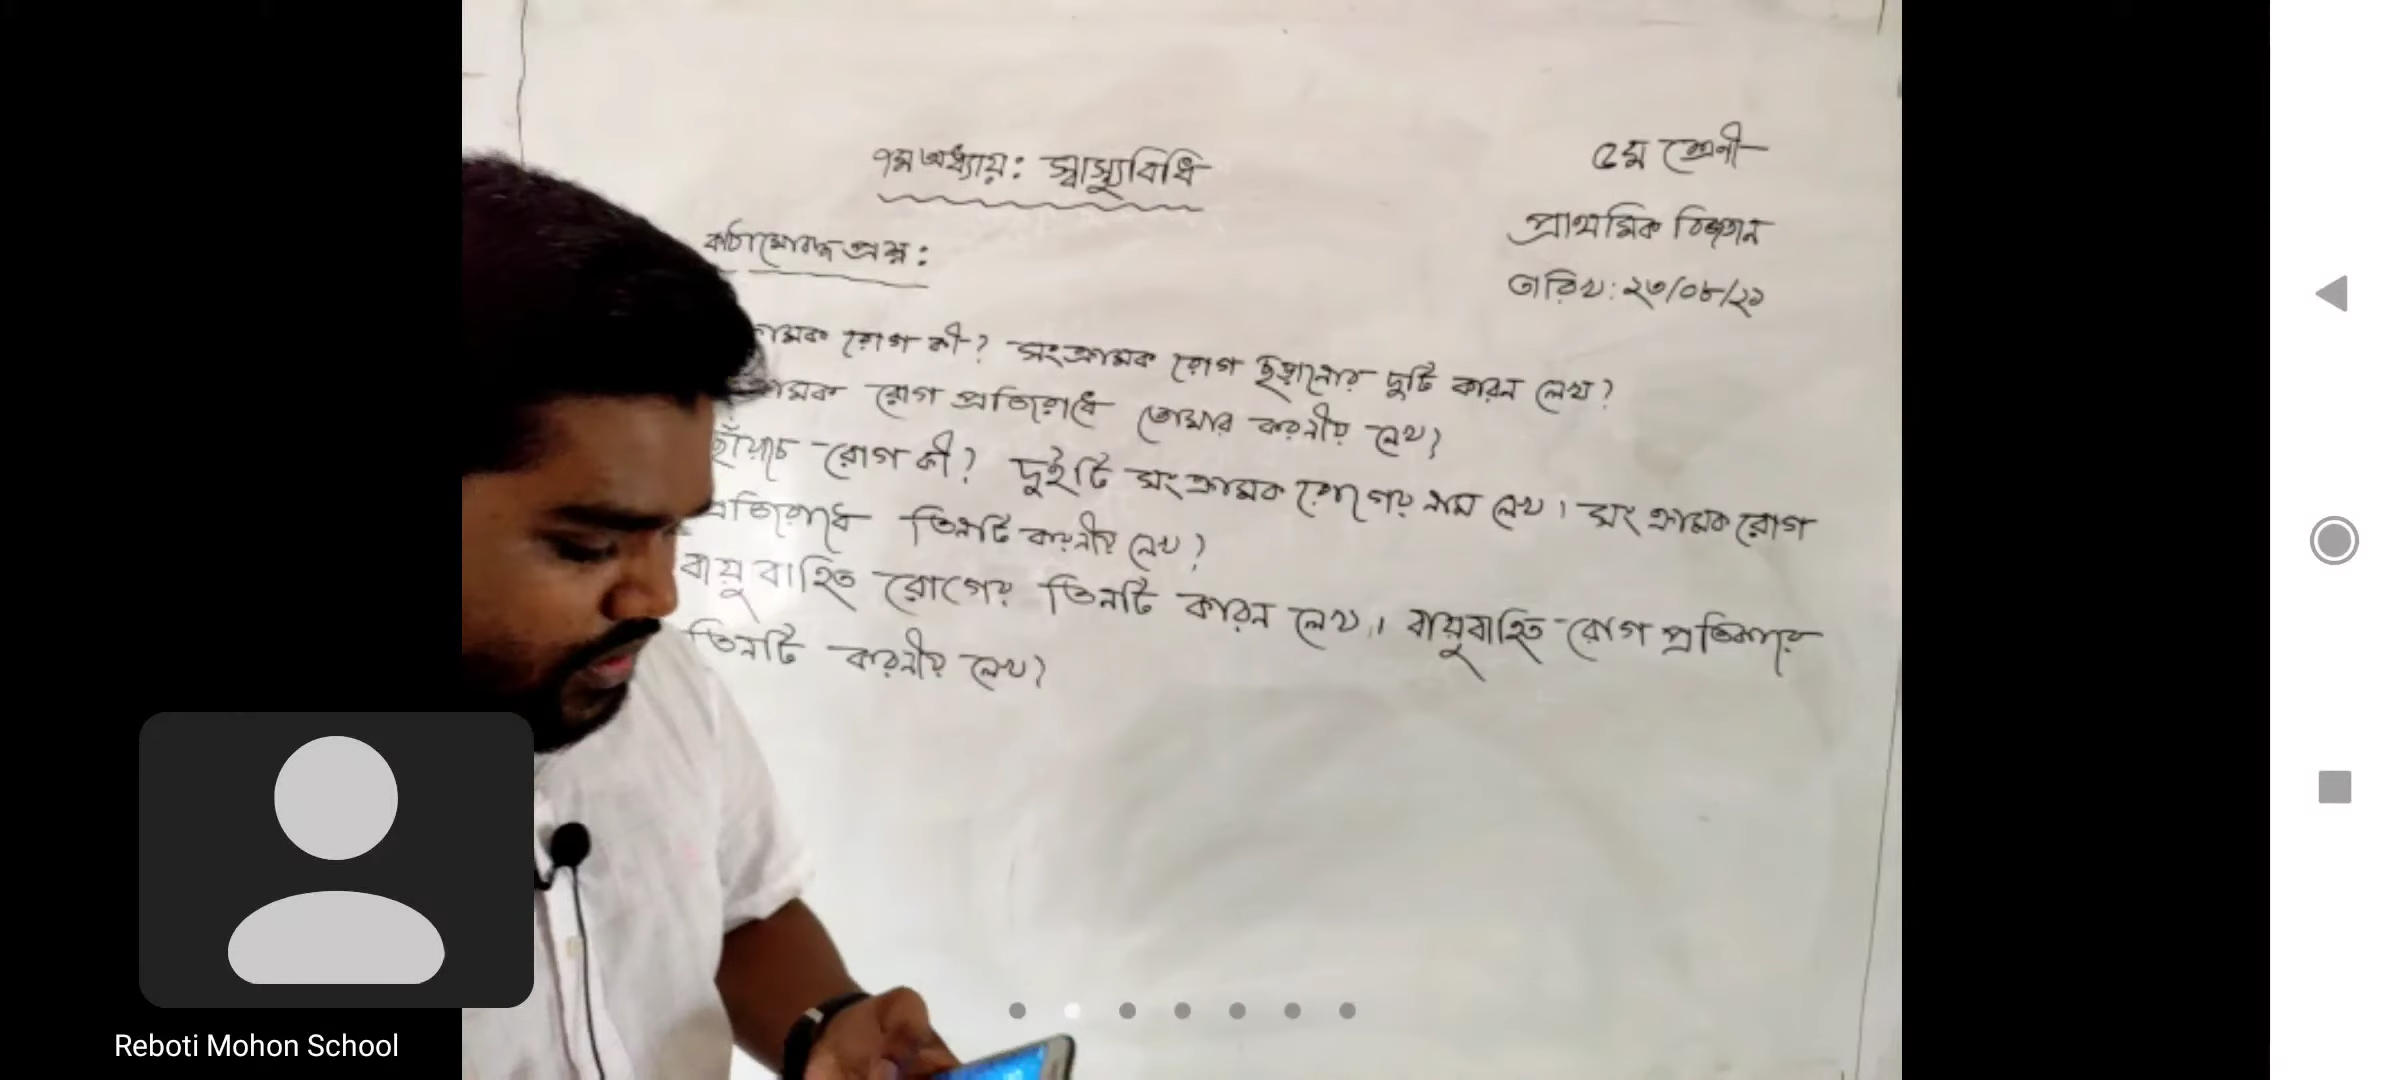 ৭ম অধ্যায়: স্বাস্থ্যবিধি
৫ম শ্রেনী
প্রাথমিক বিজ্ঞান
তারিখ: ২৩/০৮/২১
কাঠামোবদ্ধ প্রশ্ন:
রোগ কী? সংক্রামক রোগ ছড়ানোর দুটি কারন লেখ?
রোগ প্রতিরোধে তোমার করনীয় লেখ?
ছোঁয়াচে রোগ কী? দুইটি সংক্রামক রোগের নাম লেখ। সংক্রামক রোগ
প্রতিরোধে তিনটি করনীয় লেখ?
বায়ুবাহিত রোগের তিনটি কারন লেখ। বায়ুবাহিত রোগ প্রতিকারে
তিনটি করনীয় লেখ?
Reboti Mohon School